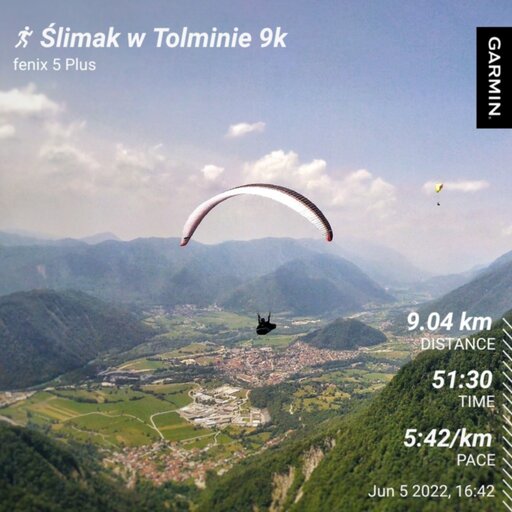 Ślimak w Tolminie 9k
fenix 5 Plus
GARMIN.
9.04 km
DISTANCE
51:30
TIME
5:42/km
PACE
Jun 5 2022, 16:42